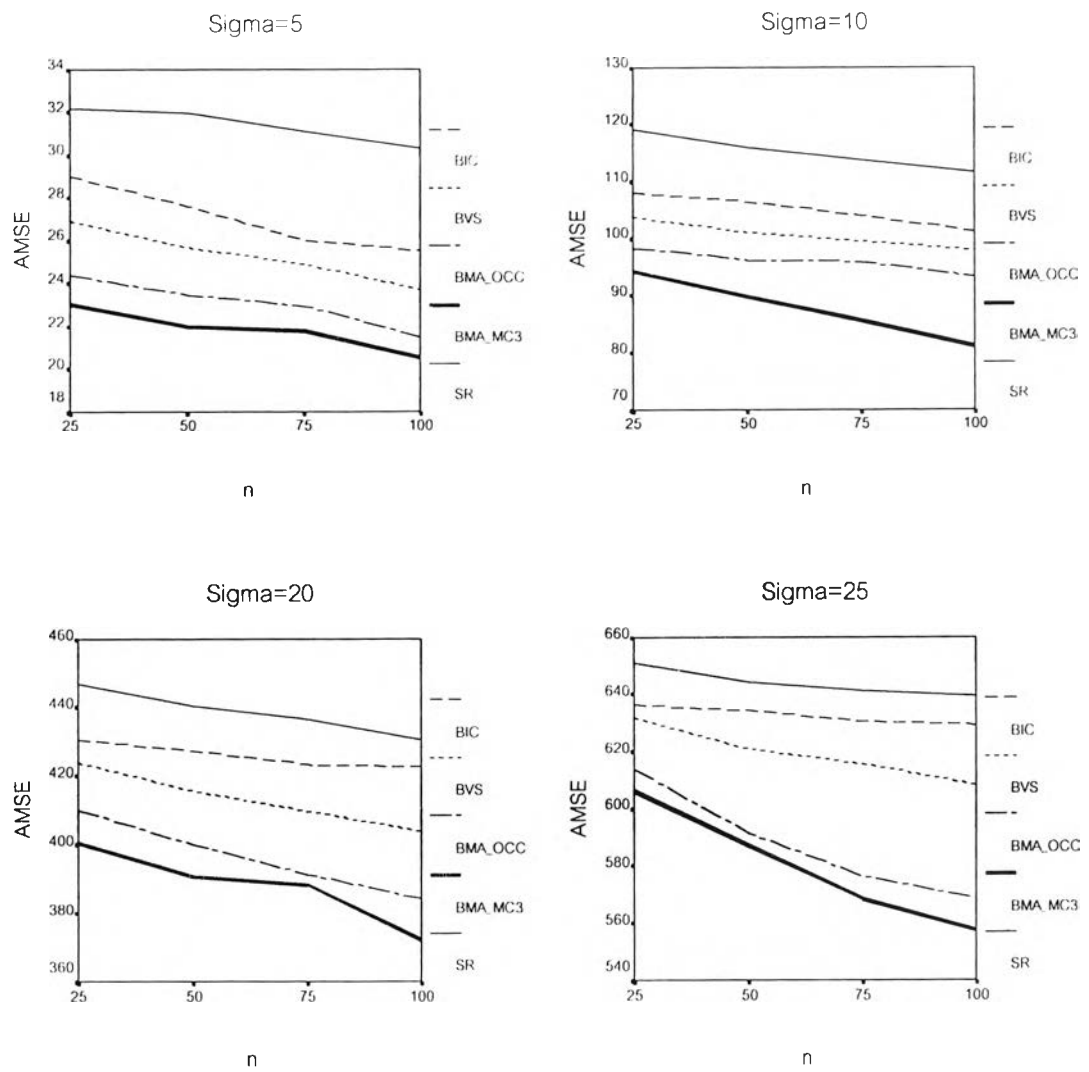 Sigma=5
34
32
30
28
26
24
22
20
18
AMSE
25
50
75
100
n
BIC
BVS
BMA_OCC
BMA_MC3
SR
Sigma=10
130
120
110
100
90
80
70
AMSE
25
50
75
100
n
BIC
BVS
BMA_OCC
BMA_MC3
SR
Sigma=20
460
440
420
400
380
360
AMSE
25
50
75
100
n
BIC
BVS
BMA_OCC
BMA_MC3
SR
Sigma=25
660
640
620
600
580
560
540
AMSE
25
50
75
100
n
BIC
BVS
BMA_OCC
BMA_MC3
SR